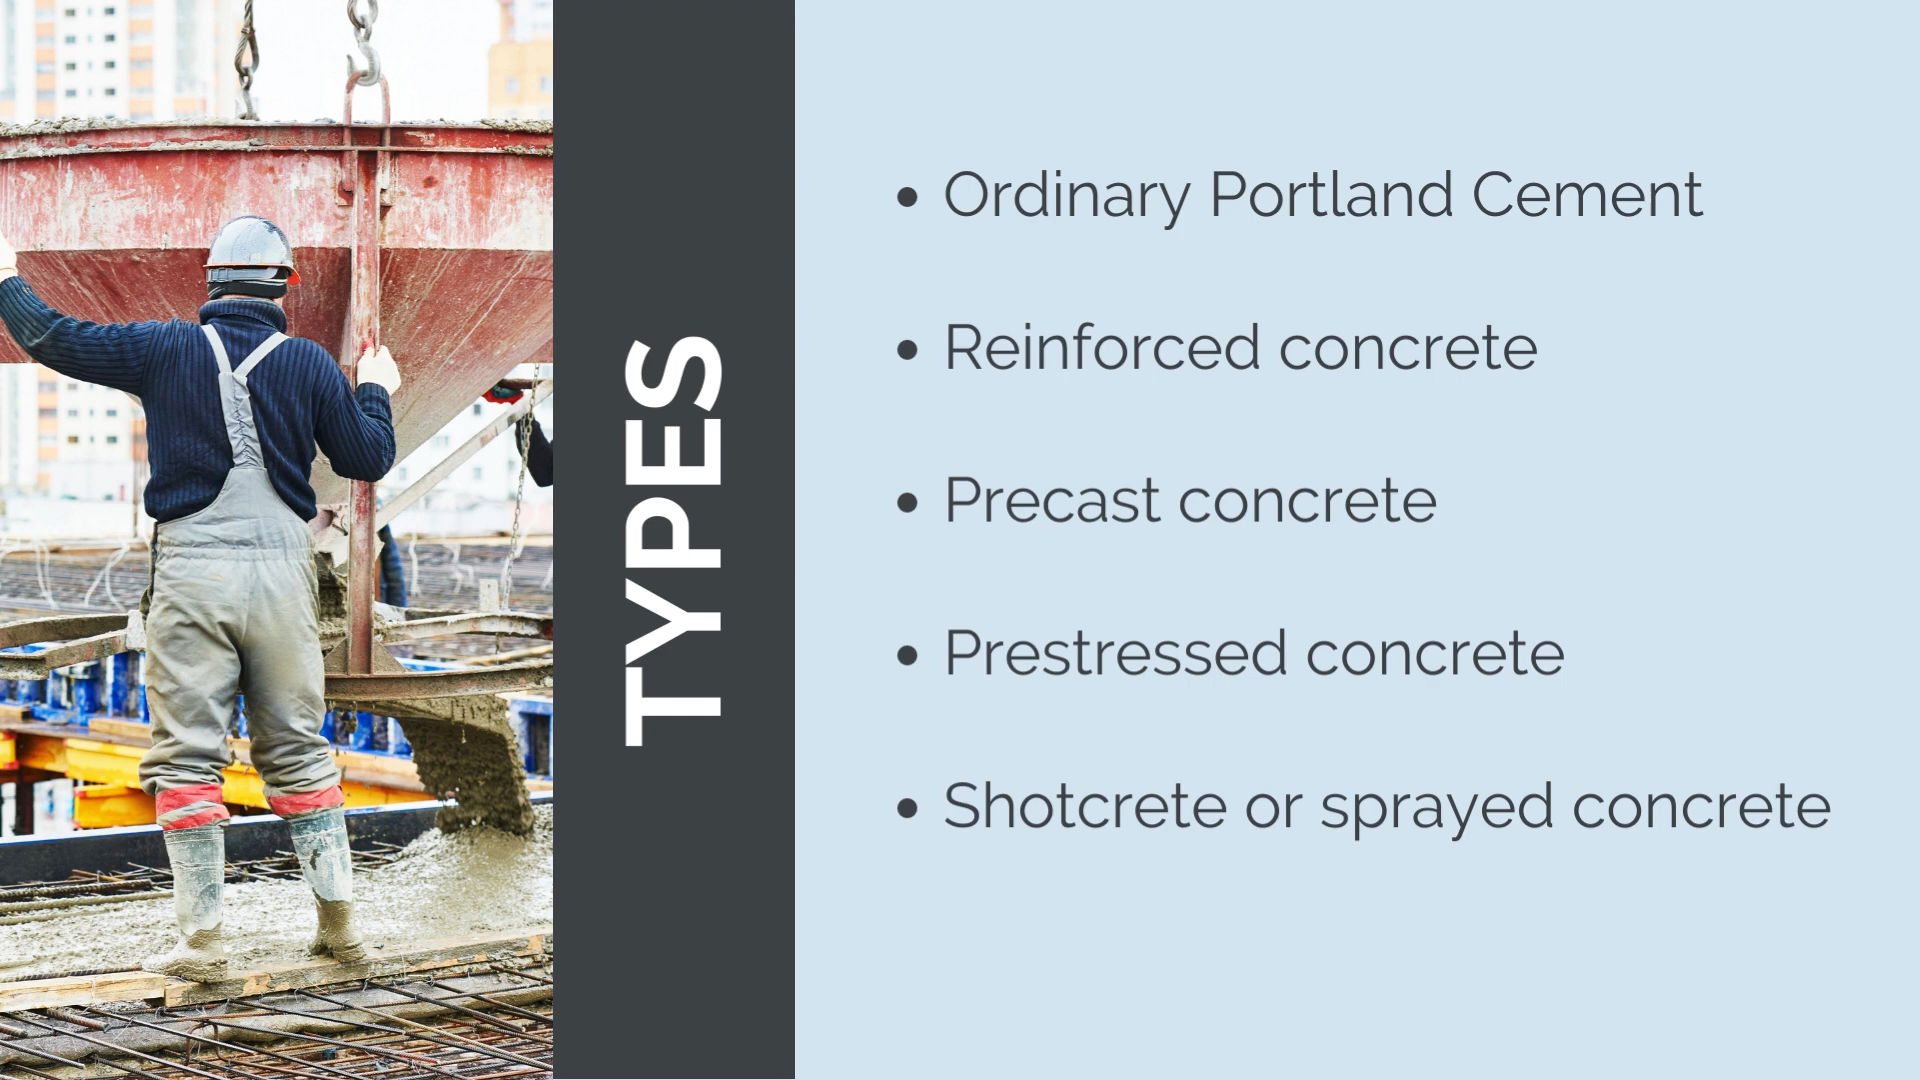 TYPES
• Ordinary Portland Cement
• Reinforced concrete
• Precast concrete
• Prestressed concrete
• Shotcrete or sprayed concrete